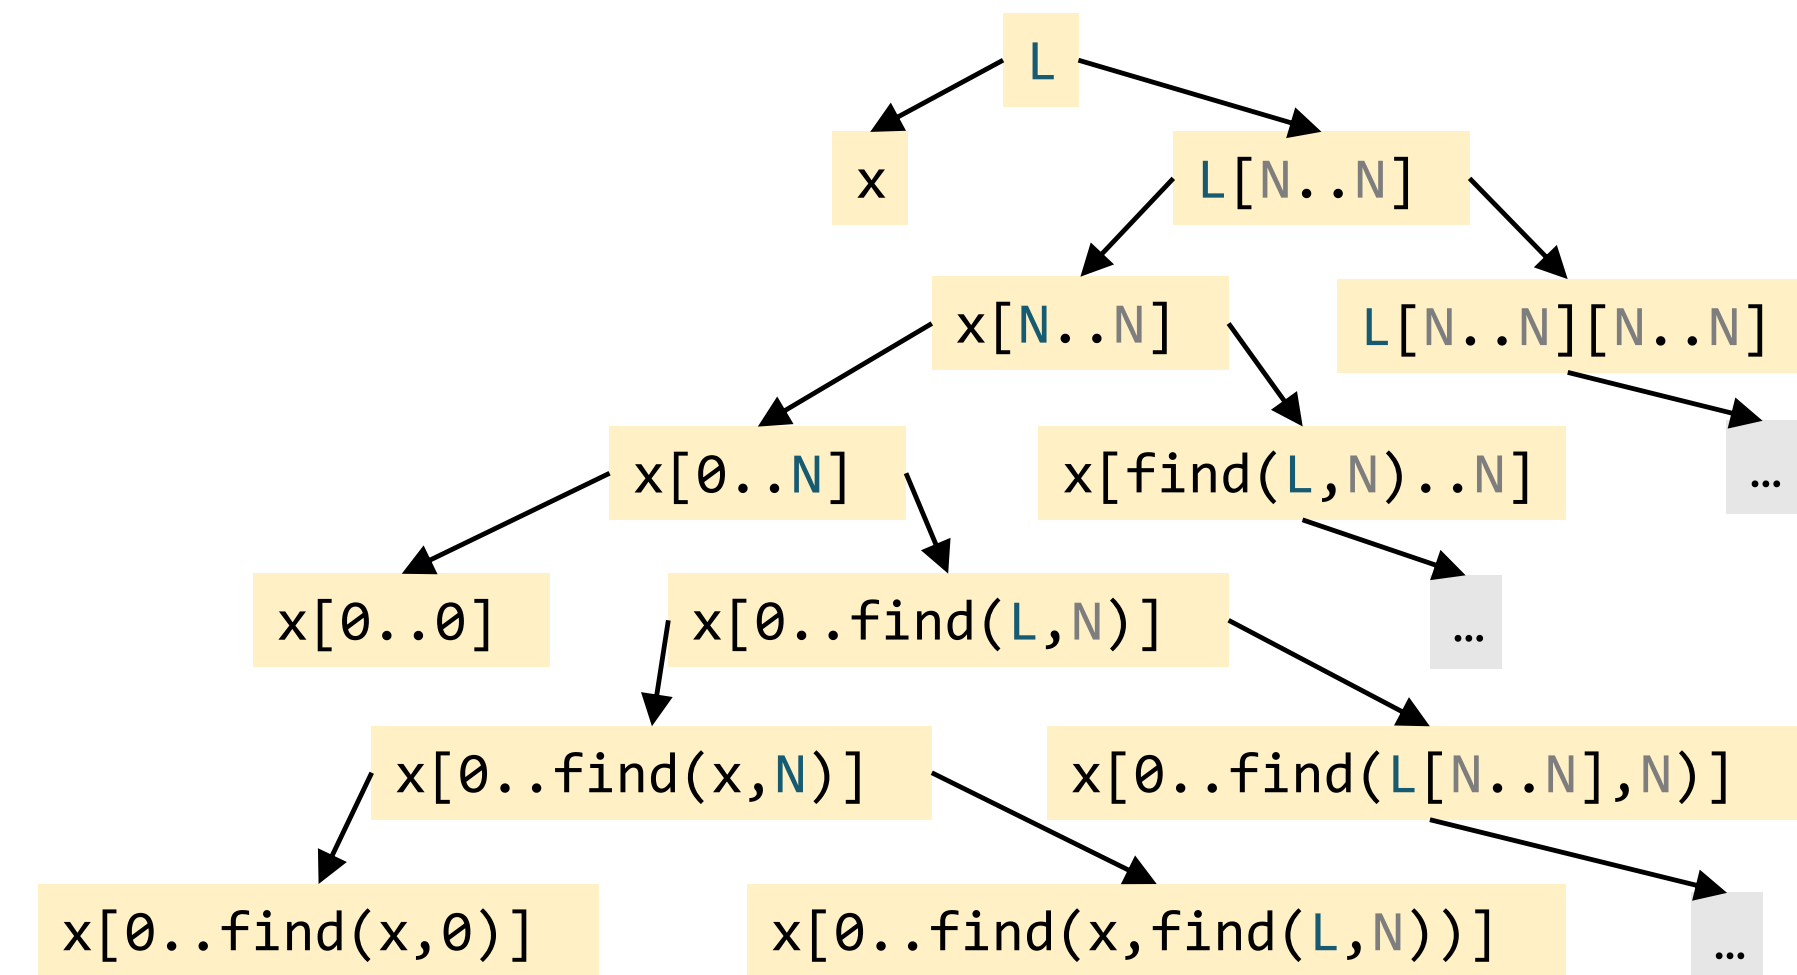 L
x
L[N..N]
x[N..N]
L[N..N][N..N]
x[0..N]
x[find(L,N)..N]
…
x[0..0]
x[0..find(L,N)]
…
x[0..find(x,N)]
x[0..find(L[N..N],N)]
x[0..find(x,0)]
x[0..find(x,find(L,N))]
…